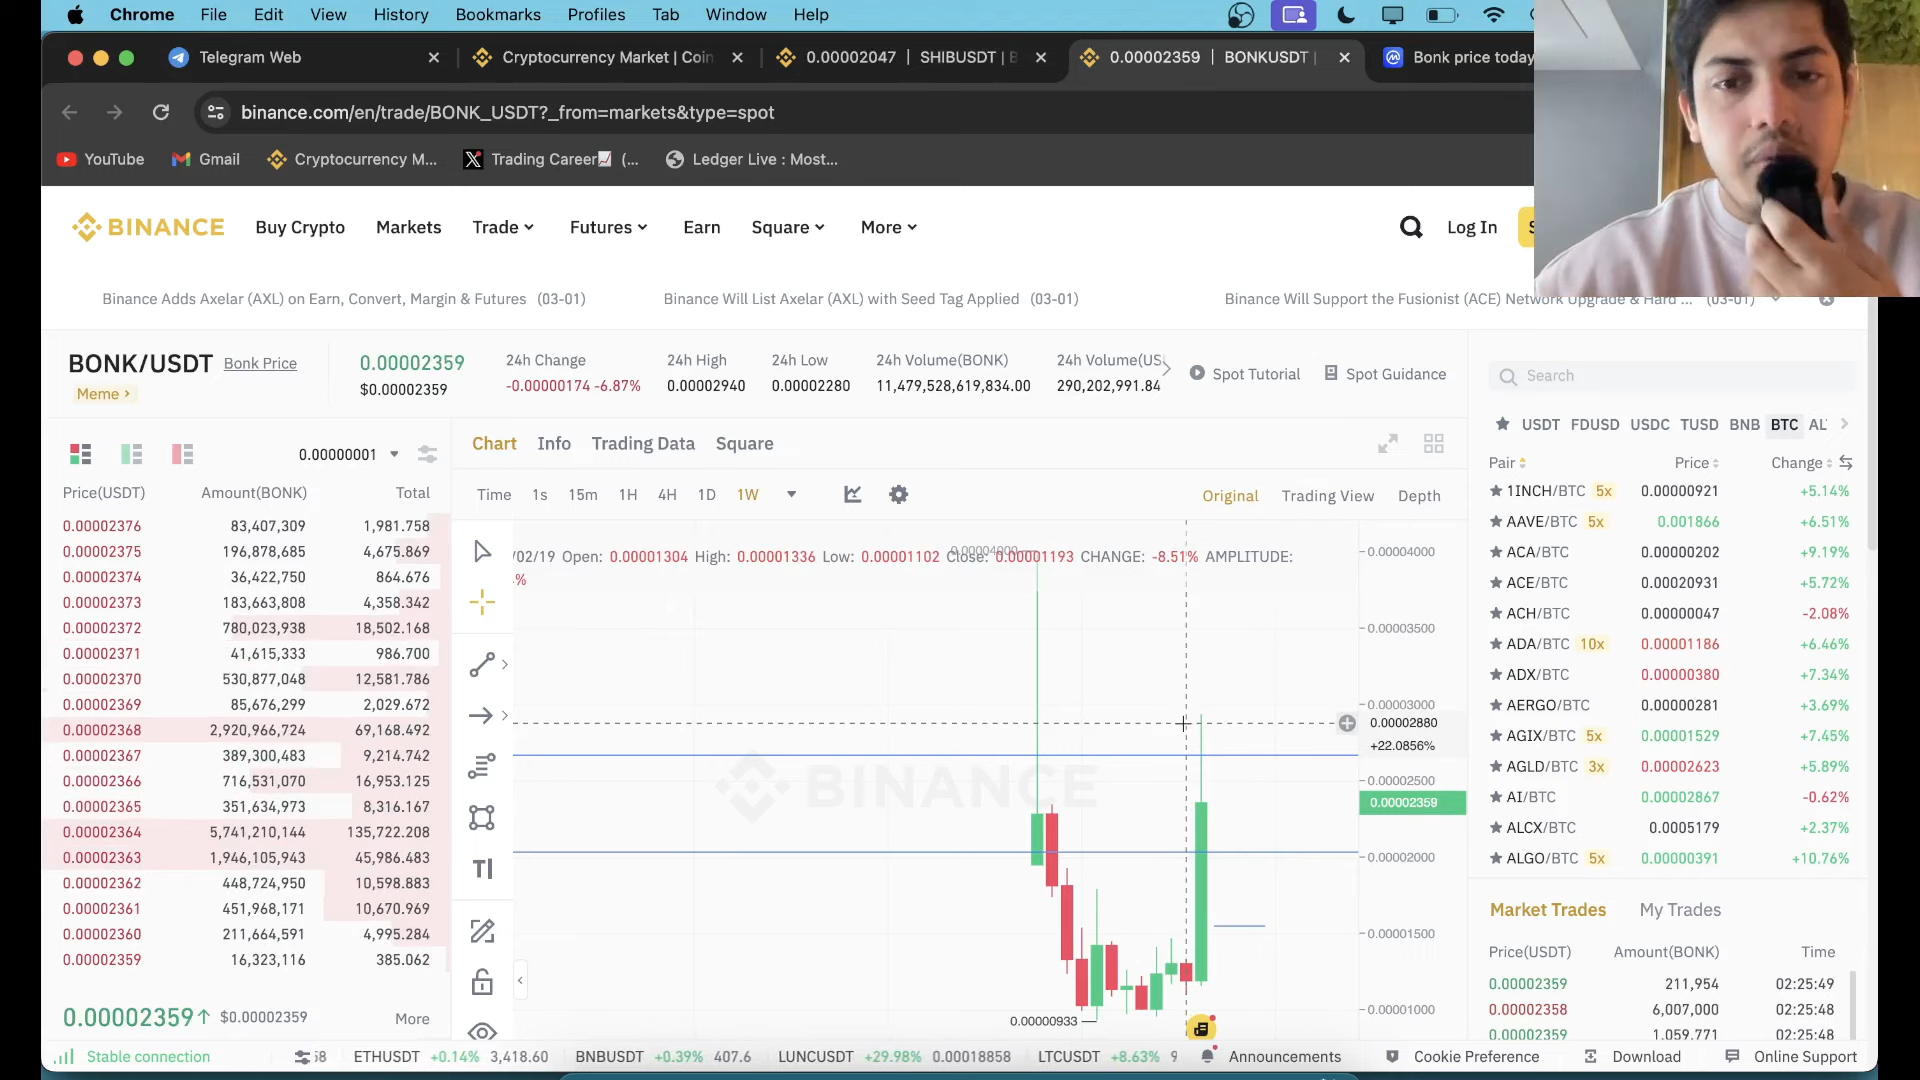 Chrome File Edit View History Bookmarks Profiles Tab Window Help
Telegram Web
Cryptocurrency Market | Coin
0.00002047 | SHIBUSDT | B
0.00002359 | BONKUSDT |
Bonk price today
binance.com/en/trade/BONK_USDT?_from=markets&type=spot
YouTube Gmail Cryptocurrency M... Trading Career (... Ledger Live : Most...
BINANCE Buy Crypto Markets Trade Futures Earn Square More Log In S
Binance Adds Axelar (AXL) on Earn, Convert, Margin & Futures (03-01)
Binance Will List Axelar (AXL) with Seed Tag Applied (03-01)
Binance Will Support the Fusionist (ACE) Network Upgrade & Hard ... (03-01)
BONK/USDT Bonk Price
Meme
0.00002359
$0.00002359
24h Change
-0.00000174 -6.87%
24h High
0.00002940
24h Low
0.00002280
24h Volume(BONK)
11,479,528,619,834.00
24h Volume(US
290,202,991.84
Spot Tutorial Spot Guidance
0.00000001
Price(USDT) Amount(BONK) Total
0.00002376 83,407,309 1,981.758
0.00002375 196,878,685 4,675.869
0.00002374 36,422,750 864.676
0.00002373 183,663,808 4,358.342
0.00002372 780,023,938 18,502.168
0.00002371 41,615,333 986.700
0.00002370 530,877,048 12,581.786
0.00002369 85,676,299 2,029.672
0.00002368 2,920,966,724 69,168.492
0.00002367 389,300,483 9,214.742
0.00002366 716,531,070 16,953.125
0.00002365 351,634,973 8,316.167
0.00002364 5,741,210,144 135,722.208
0.00002363 1,946,105,943 45,986.483
0.00002362 448,724,950 10,598.883
0.00002361 451,968,171 10,670.969
0.00002360 211,664,591 4,995.284
0.00002359 16,323,116 385.062
0.00002359↑ $0.00002359 More
Chart Info Trading Data Square
Time 1s 15m 1H 4H 1D 1W
Original Trading View Depth
/02/19 Open: 0.00001304 High: 0.00001336 Low: 0.00001102 Close: 0.00001193 CHANGE: -8.51% AMPLITUDE:
%
0.00004000
0.00004000
0.00003500
0.00003000
0.00002880
+22.0856%
0.00002500
0.00002359
0.00002000
0.00001500
0.00001000
BINANCE
0.00000933
TI
Search
USDT FDUSD USDC TUSD BNB BTC AL
Pair Price Change
1INCH/BTC 5x 0.00000921 +5.14%
AAVE/BTC 5x 0.001866 +6.51%
ACA/BTC 0.00000202 +9.19%
ACE/BTC 0.00020931 +5.72%
ACH/BTC 0.00000047 -2.08%
ADA/BTC 10x 0.00001186 +6.46%
ADX/BTC 0.00000380 +7.34%
AERGO/BTC 0.00000281 +3.69%
AGIX/BTC 5x 0.00001529 +7.45%
AGLD/BTC 3x 0.00002623 +5.89%
AI/BTC 0.00002867 -0.62%
ALCX/BTC 0.0005179 +2.37%
ALGO/BTC 5x 0.00000391 +10.76%
Market Trades My Trades
Price(USDT) Amount(BONK) Time
0.00002359 211,954 02:25:49
0.00002358 6,007,000 02:25:48
0.00002359 1,059,771 02:25:48
Stable connection 58 ETHUSDT +0.14% 3,418.60 BNBUSDT +0.39% 407.6 LUNCUSDT +29.98% 0.00018858 LTCUSDT +8.63% 9 Announcements Cookie Preference Download Online Support